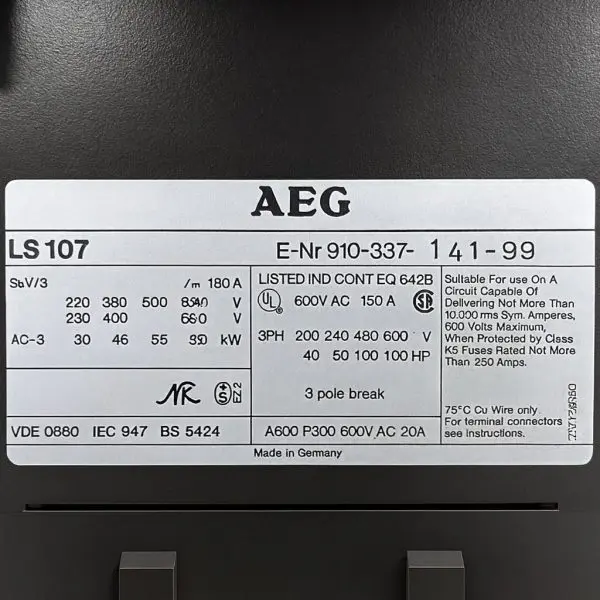 AEG
LS 107
E-Nr 910-337- 141-99
180 A
220 380 500 V
230 400 V
AC-3 30 46 55 kW
VDE 0860 IEC 947 BS 5424
LISTED IND CONT EQ 642B
UL 600V AC 150 A
3PH 200 240 480 600 V
40 50 100 100 HP
3 pole break
A600 P300 600V AC 20A
Suitable For use On A
Circuit Capable Of
Delivering Not More Than
10.000 rms Sym. Amperes,
600 Volts Maximum,
When Protected by Class
K5 Fuses Rated Not More
Than 250 Amps.
75°C Cu Wire only
For terminal connectors
see Instructions.
Made in Germany